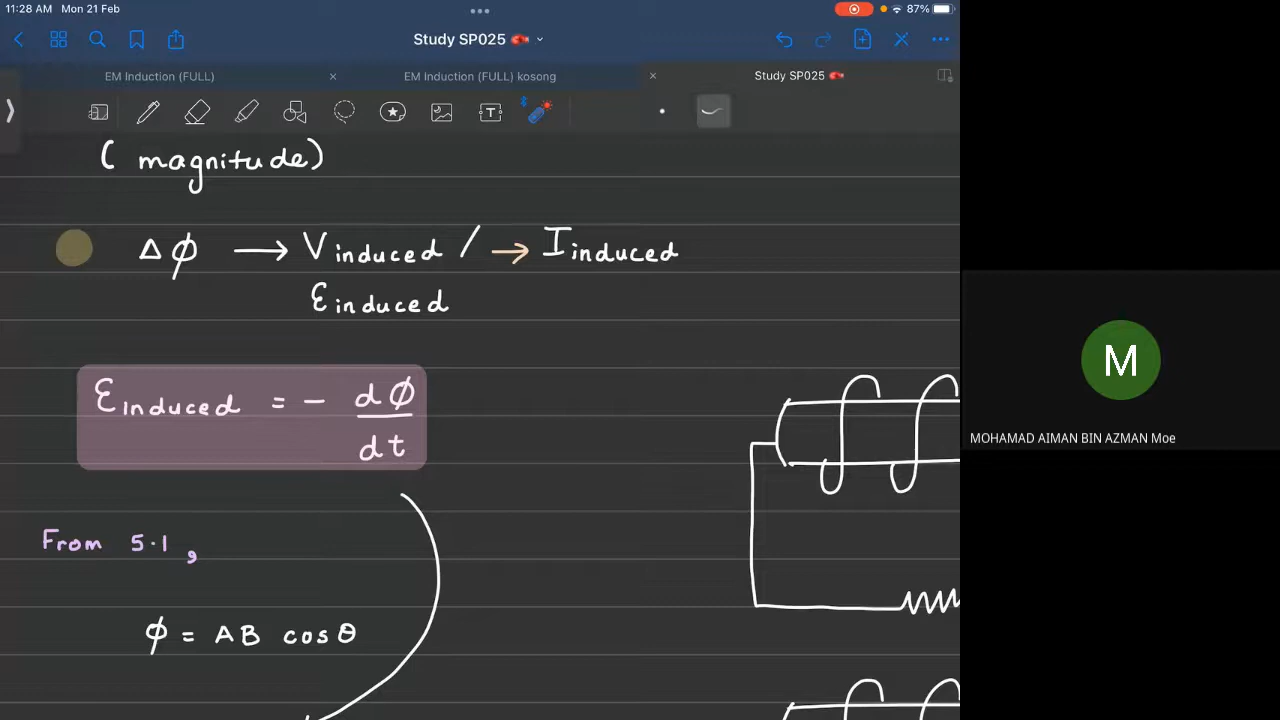 11:28 AM Mon 21 Feb
87%
Study SP025
EM Induction (FULL)
EM Induction (FULL) kosong
Study SP025
T
( magnitude)
Δϕ → V induced / → I induced
ε induced
ε induced = - dϕ
dt
From 5.1 ,
ϕ = AB cos θ
M
MOHAMAD AIMAN BIN AZMAN Moe